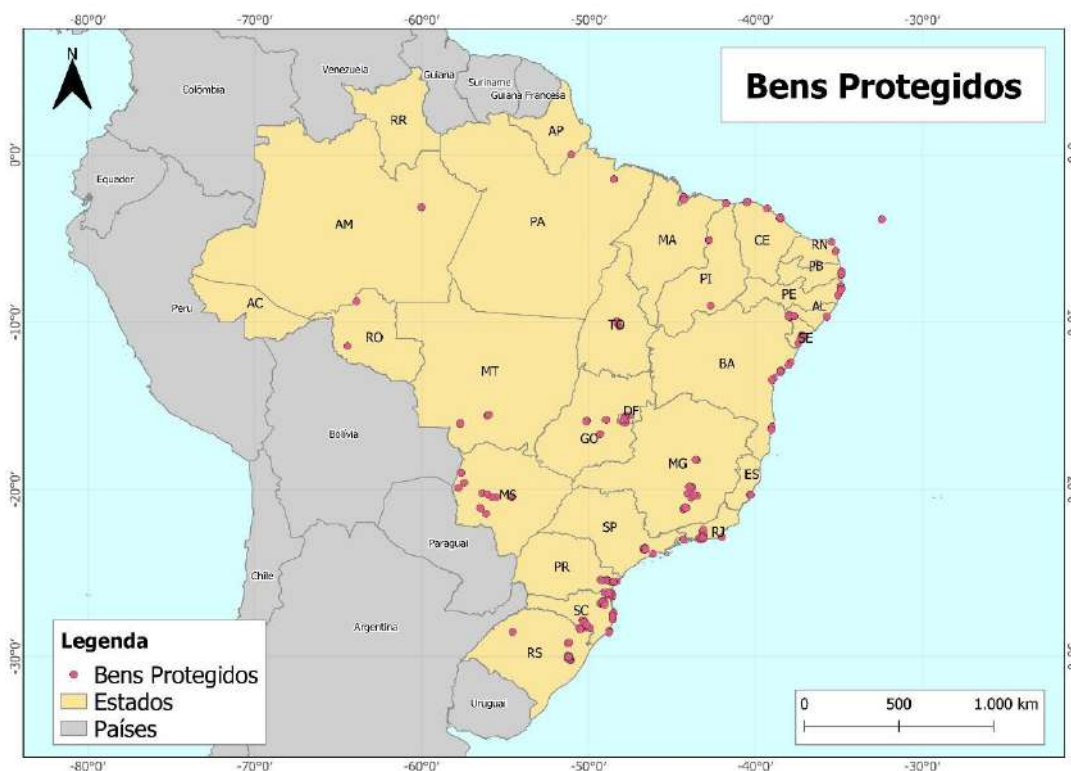 -80°0' -70°0' -60°0' -50°0' -40°0' -30°0'
N
Bens Protegidos
Venezuela
Guiana
Suriname
Guiana Francesa
Colômbia
RR
AP
0°0'
Equador
AM
PA
MA
CE
RN
PB
PI
PE
AL
Peru
AC
TO
SE
-10°0'
RO
BA
MT
DF
Bolívia
GO
MG
ES
-20°0'
MS
SP
RJ
Paraguai
PR
Chile
SC
Argentina
Legenda
Bens Protegidos
Estados
Países
RS
-30°0'
Uruguai
0 500 1.000 km
-80°0' -70°0' -60°0' -50°0' -40°0' -30°0'